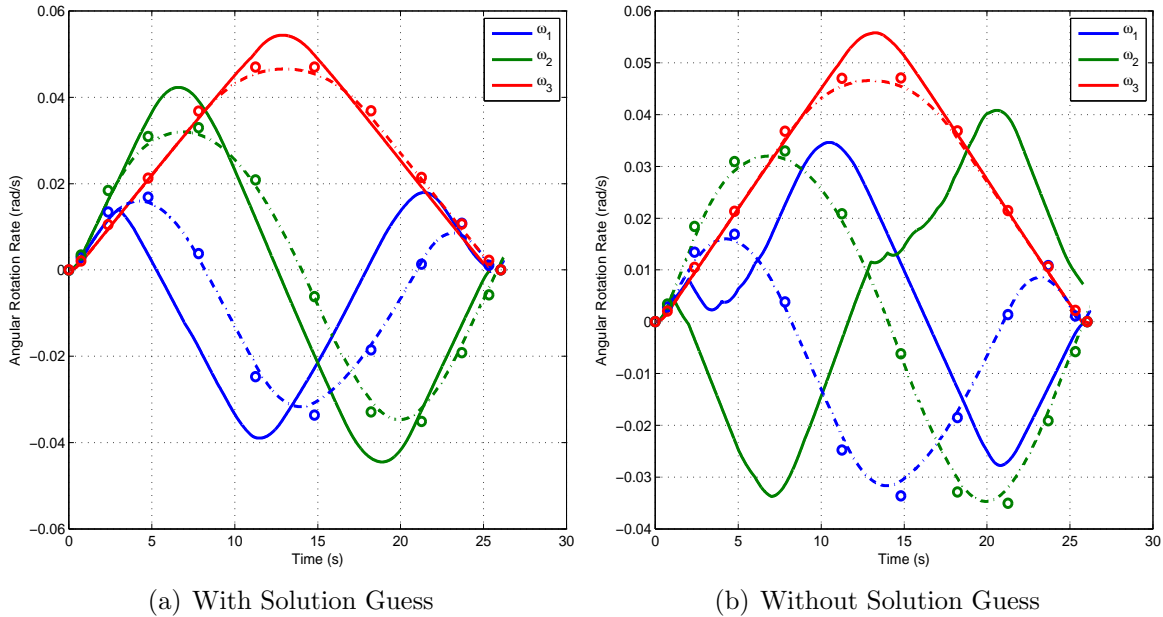 0.06
0.04
0.02
0
−0.02
−0.04
−0.06
0 5 10 15 20 25 30
Time (s)
Angular Rotation Rate (rad/s)
ω1
ω2
ω3
(a) With Solution Guess
0.06
0.05
0.04
0.03
0.02
0.01
0
−0.01
−0.02
−0.03
−0.04
0 5 10 15 20 25 30
Time (s)
Angular Rotation Rate (rad/s)
ω1
ω2
ω3
(b) Without Solution Guess